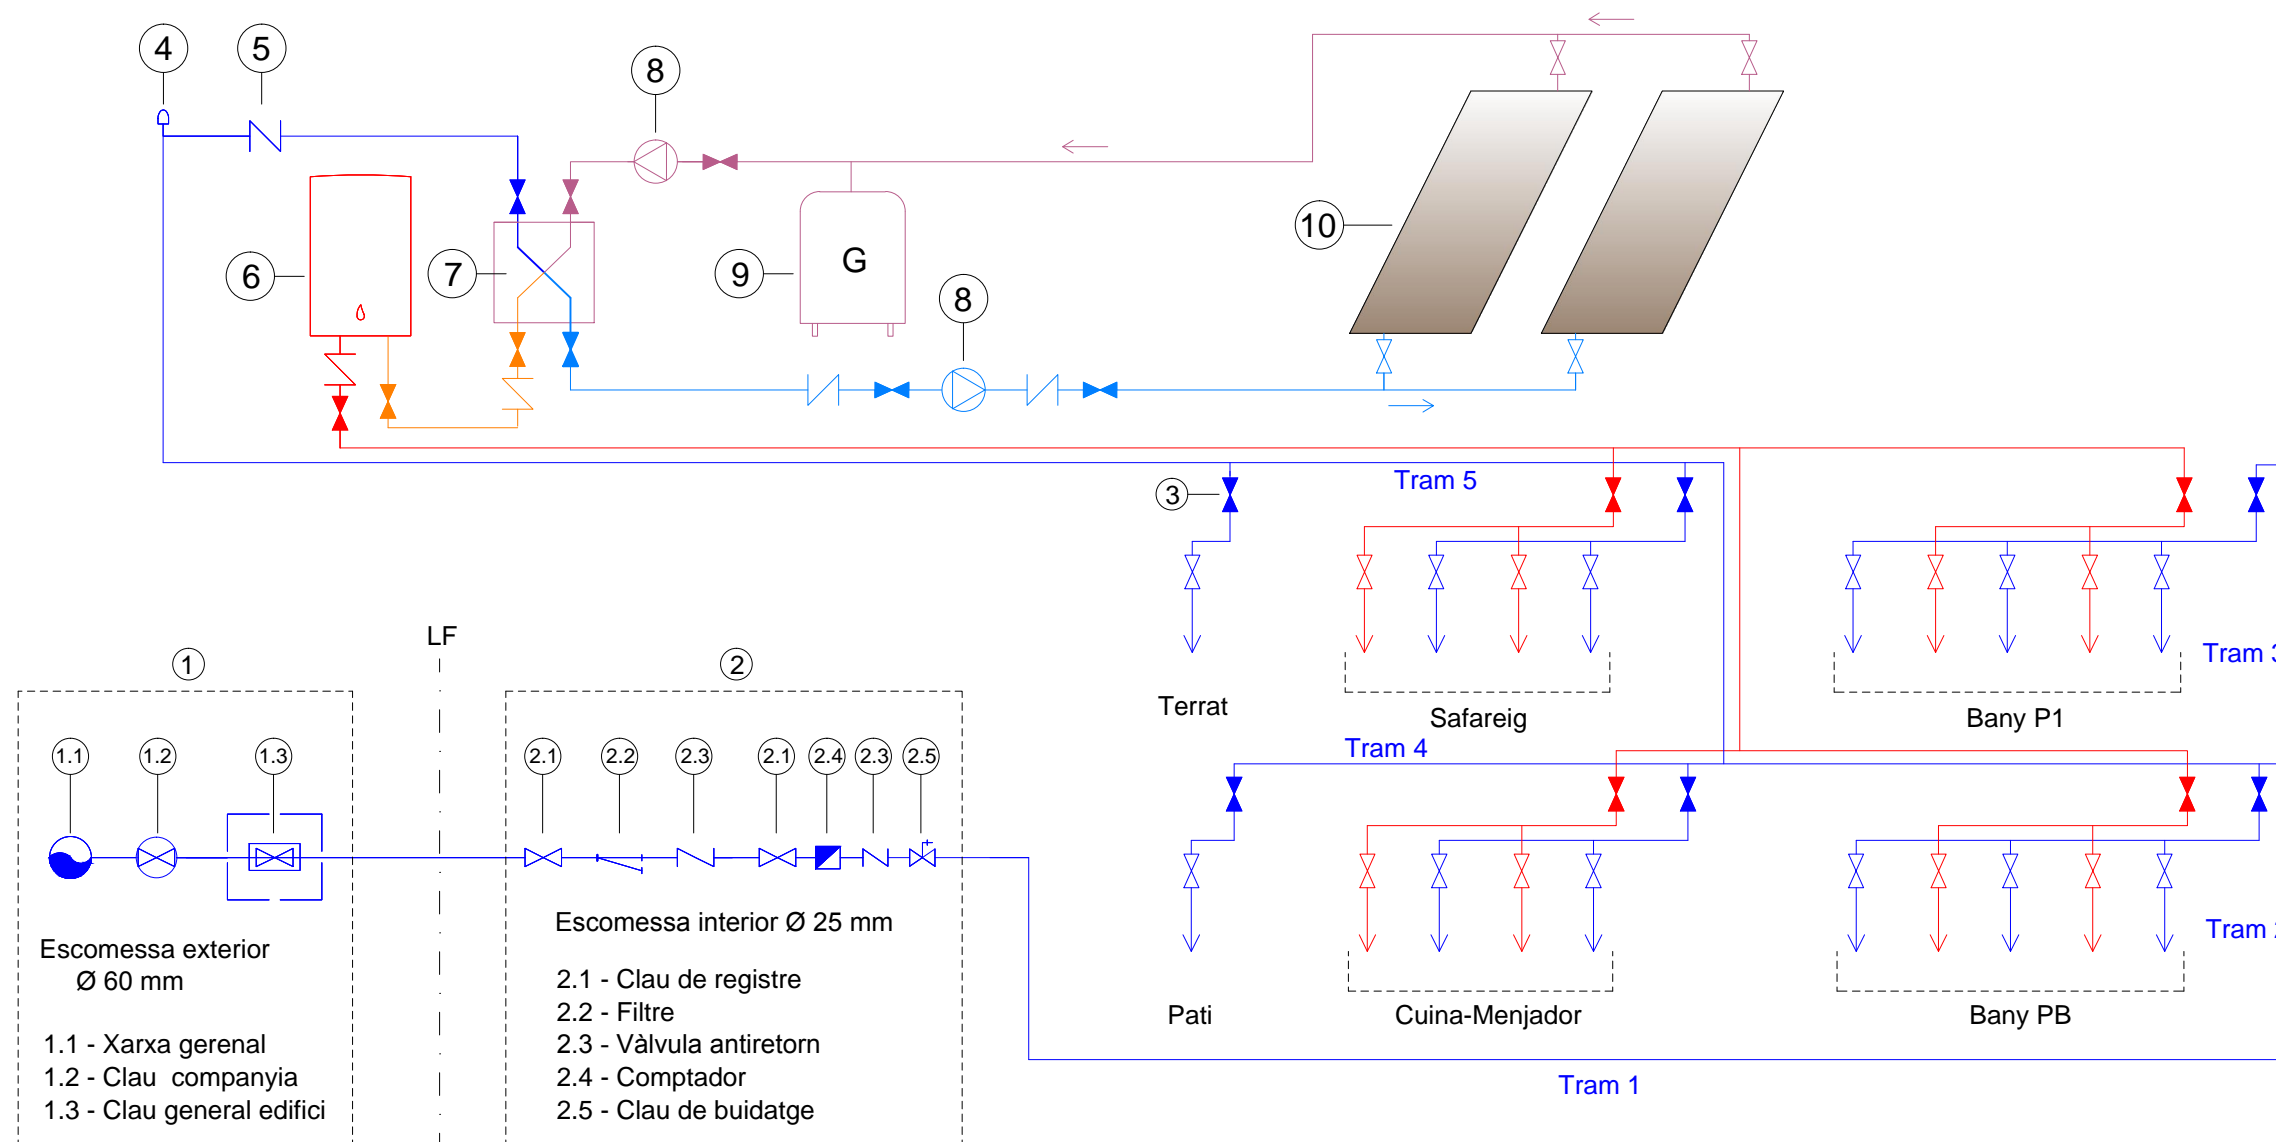 4
5
8
6
7
9
G
8
10
Tram 5
3
Terrat
Safareig
Bany P1
Tram 3
LF
1
2
1.1
1.2
1.3
2.1
2.2
2.3
2.1
2.4
2.3
2.5
Tram 4
Escomessa exterior
Ø 60 mm
1.1 - Xarxa gerenal
1.2 - Clau companyia
1.3 - Clau general edifici
Escomessa interior Ø 25 mm
2.1 - Clau de registre
2.2 - Filtre
2.3 - Vàlvula antiretorn
2.4 - Comptador
2.5 - Clau de buidatge
Pati
Cuina-Menjador
Bany PB
Tram 2
Tram 1